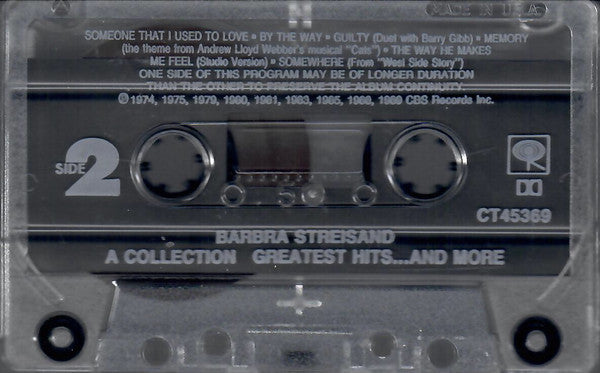 MADE IN U.S.A.
SOMEONE THAT I USED TO LOVE • BY THE WAY • GUILTY (Duet with Barry Gibb) • MEMORY
(the theme from Andrew Lloyd Webber's musical "Cats") • THE WAY HE MAKES
ME FEEL (Studio Version) • SOMEWHERE (From "West Side Story")
ONE SIDE OF THIS PROGRAM MAY BE OF LONGER DURATION
THAN THE OTHER TO PRESERVE THE ALBUM CONTINUITY
℗ 1974, 1975, 1979, 1980, 1981, 1983, 1985, 1988, 1989 CBS Records Inc.
SIDE 2
50
CT45369
BARBRA STREISAND
A COLLECTION GREATEST HITS...AND MORE